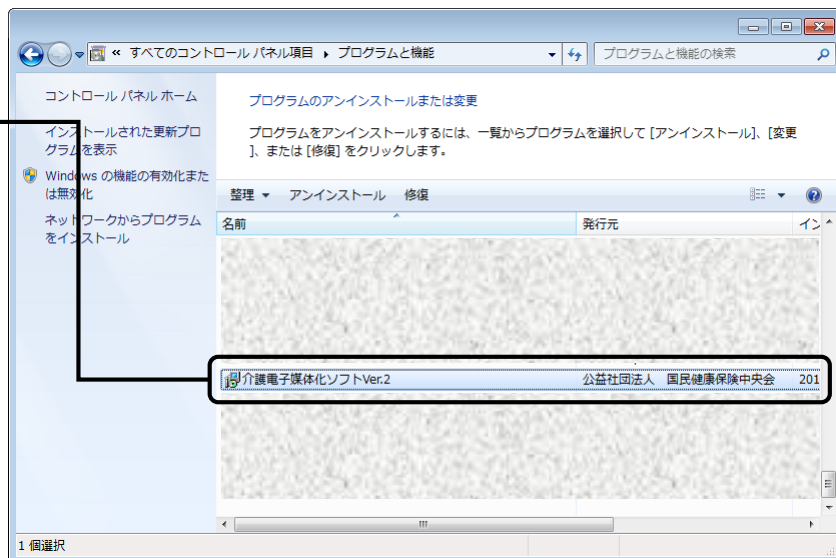 « すべてのコントロール パネル項目 ▸ プログラムと機能
プログラムと機能の検索
コントロール パネル ホーム
インストールされた更新プロ
グラムを表示
Windows の機能の有効化また
は無効化
ネットワークからプログラム
をインストール
プログラムのアンインストールまたは変更
プログラムをアンインストールするには、一覧からプログラムを選択して [アンインストール]、[変更
]、または [修復] をクリックします。
整理 ▼ アンインストール 修復
名前 発行元 イン
介護電子媒体化ソフトVer.2 公益社団法人 国民健康保険中央会 201
1 個選択